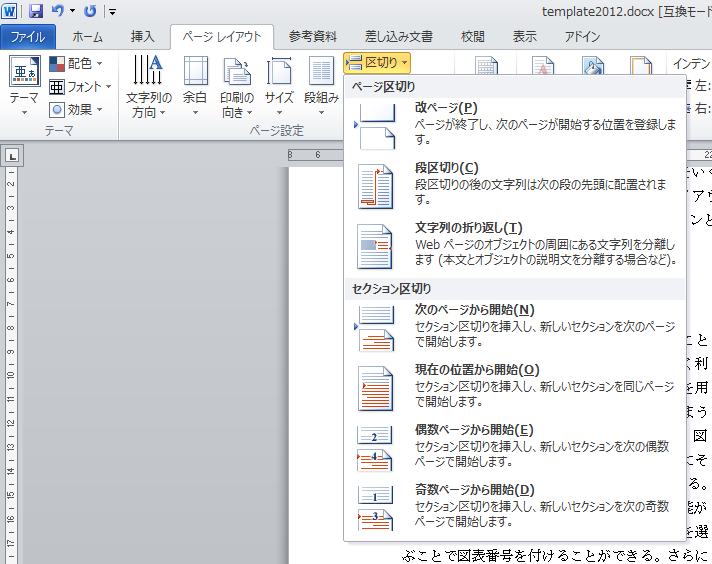 template2012.docx [互換モード
ファイル ホーム 挿入 ページ レイアウト 参考資料 差し込み文書 校閲 表示 アドイン
配色 区切り インデン
テーマ フォント 文字列の方向 余白 印刷の向き サイズ 段組み 左:
効果 右:
テーマ ページ設定
8 6 22
ページ区切り
改ページ(P)
ページが終了し、次のページが開始する位置を登録しま
す。
段区切り(C)
段区切りの後の文字列は次の段の先頭に配置されま
す。
文字列の折り返し(T)
Web ページのオブジェクトの周囲にある文字列を分離し
ます (本文とオブジェクトの説明文を分離する場合など)。
セクション区切り
次のページから開始(N)
セクション区切りを挿入し、新しいセクションを次のページ
で開始します。
現在の位置から開始(O)
セクション区切りを挿入し、新しいセクションを同じページ
で開始します。
偶数ページから開始(E)
セクション区切りを挿入し、新しいセクションを次の偶数
ページで開始します。
奇数ページから開始(D)
セクション区切りを挿入し、新しいセクションを次の奇数
ページで開始します。
こと
利
を用
よう
図
こそ
る。
能が
を選
ぶことで図表番号を付けることができる。さらに